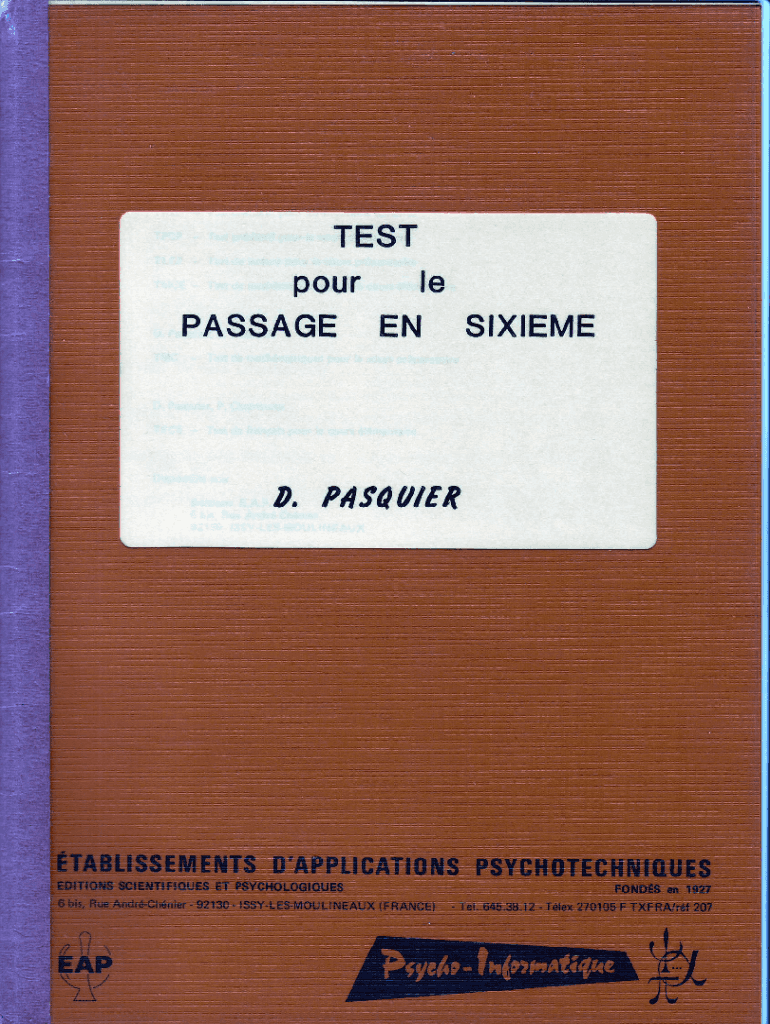 TEST
pour le
PASSAGE EN SIXIEME
D. PASQUIER
ÉTABLISSEMENTS D'APPLICATIONS PSYCHOTECHNIQUES
EDITIONS SCIENTIFIQUES ET PSYCHOLOGIQUES
FONDÉS en 1927
6 bis, Rue André-Chénier - 92130 - ISSY-LES-MOULINEAUX (FRANCE) - Tél. 645.38.12 - Télex 270105 F TXFRA/réf 207
EAP
Psycho-Informatique